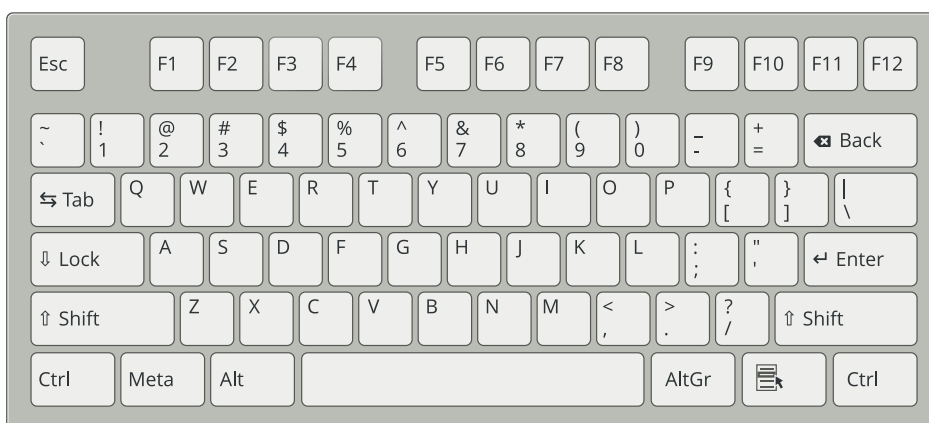 Esc F1 F2 F3 F4 F5 F6 F7 F8 F9 F10 F11 F12
~ ! @ # $ % ^ & * ( ) _ +
` 1 2 3 4 5 6 7 8 9 0 - = Back
Tab Q W E R T Y U I O P { } |
[ ] \
Lock A S D F G H J K L : " Enter
; '
Shift Z X C V B N M < > ? Shift
, . /
Ctrl Meta Alt AltGr Ctrl